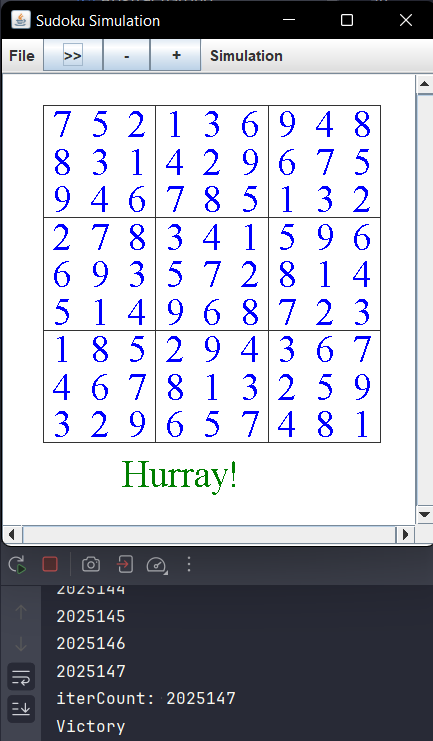 Sudoku Simulation
File >> - + Simulation
7 5 2 1 3 6 9 4 8
8 3 1 4 2 9 6 7 5
9 4 6 7 8 5 1 3 2
2 7 8 3 4 1 5 9 6
6 9 3 5 7 2 8 1 4
5 1 4 9 6 8 7 2 3
1 8 5 2 9 4 3 6 7
4 6 7 8 1 3 2 5 9
3 2 9 6 5 7 4 8 1
Hurray!
2025144
2025145
2025146
2025147
iterCount: 2025147
Victory